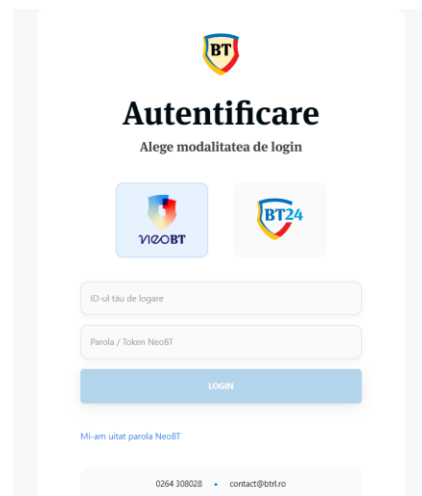 BT
Autentificare
Alege modalitatea de login
neoBT
BT24
ID-ul tău de logare
Parola / Token NeoBT
LOGIN
Mi-am uitat parola NeoBT
0264 308028 • contact@btrl.ro